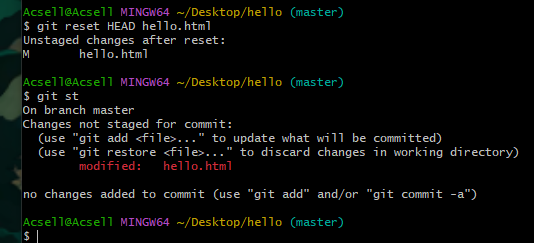 Acsell@Acsell MINGW64 ~/Desktop/hello (master)
$ git reset HEAD hello.html
Unstaged changes after reset:
M       hello.html
Acsell@Acsell MINGW64 ~/Desktop/hello (master)
$ git st
On branch master
Changes not staged for commit:
  (use "git add <file>..." to update what will be committed)
  (use "git restore <file>..." to discard changes in working directory)
        modified:   hello.html
no changes added to commit (use "git add" and/or "git commit -a")
Acsell@Acsell MINGW64 ~/Desktop/hello (master)
$